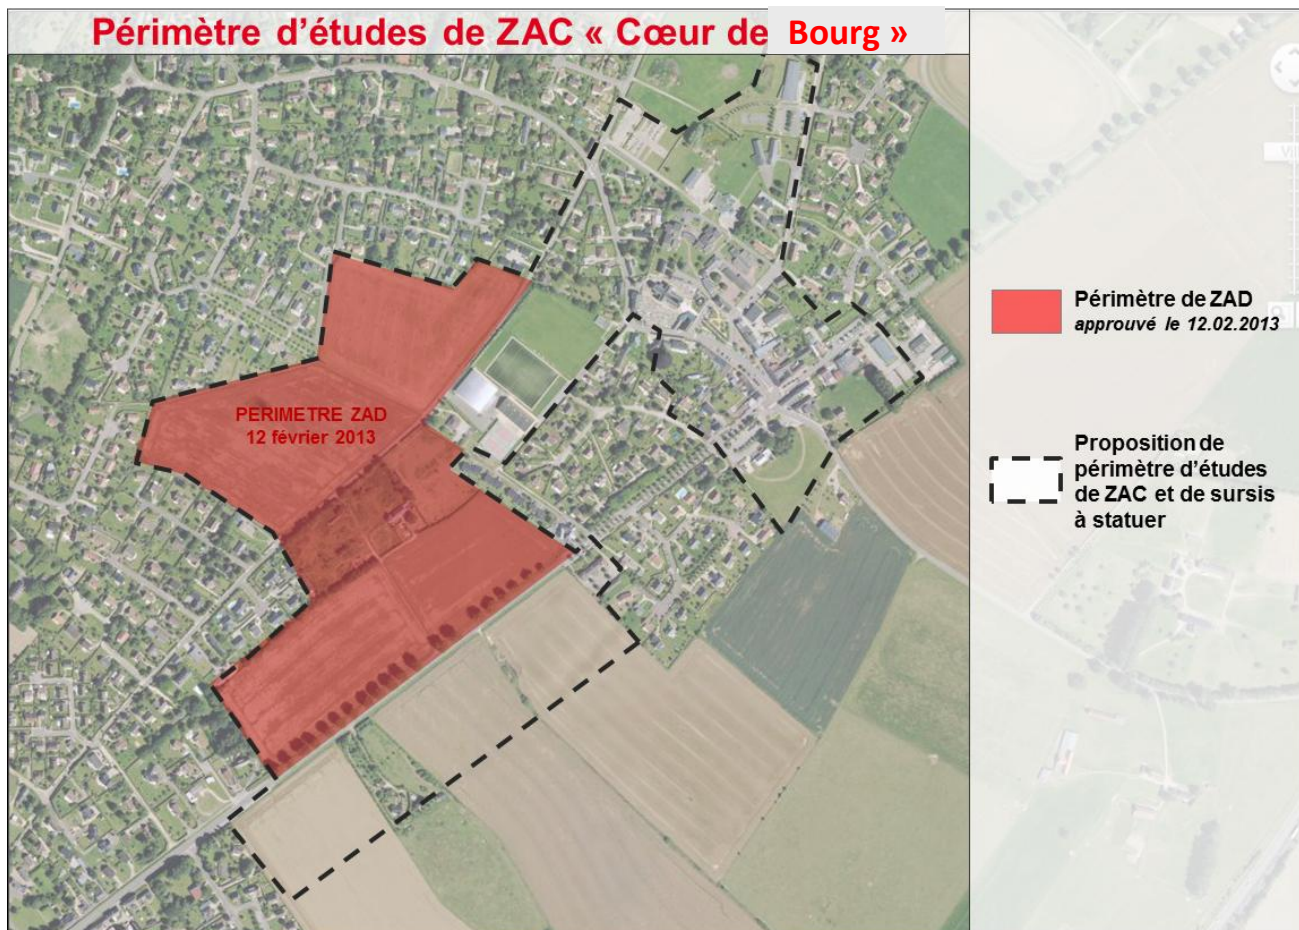 Périmètre d'études de ZAC « Cœur de Bourg »
PERIMETRE ZAD
12 février 2013
Périmètre de ZAD
approuvé le 12.02.2013
Proposition de
périmètre d'études
de ZAC et de sursis
à statuer